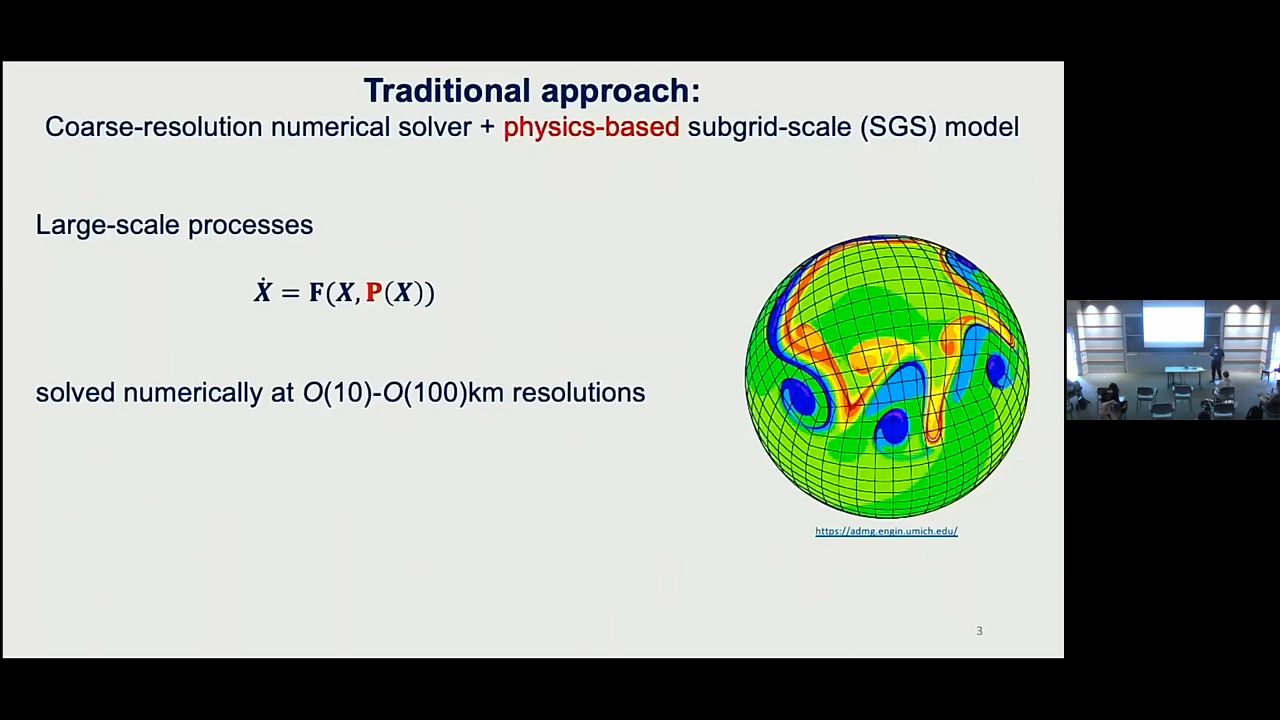 Traditional approach:
Coarse-resolution numerical solver + physics-based subgrid-scale (SGS) model
Large-scale processes
Ẋ = F(X, P(X))
solved numerically at O(10)-O(100)km resolutions
https://admg.engin.umich.edu/
3